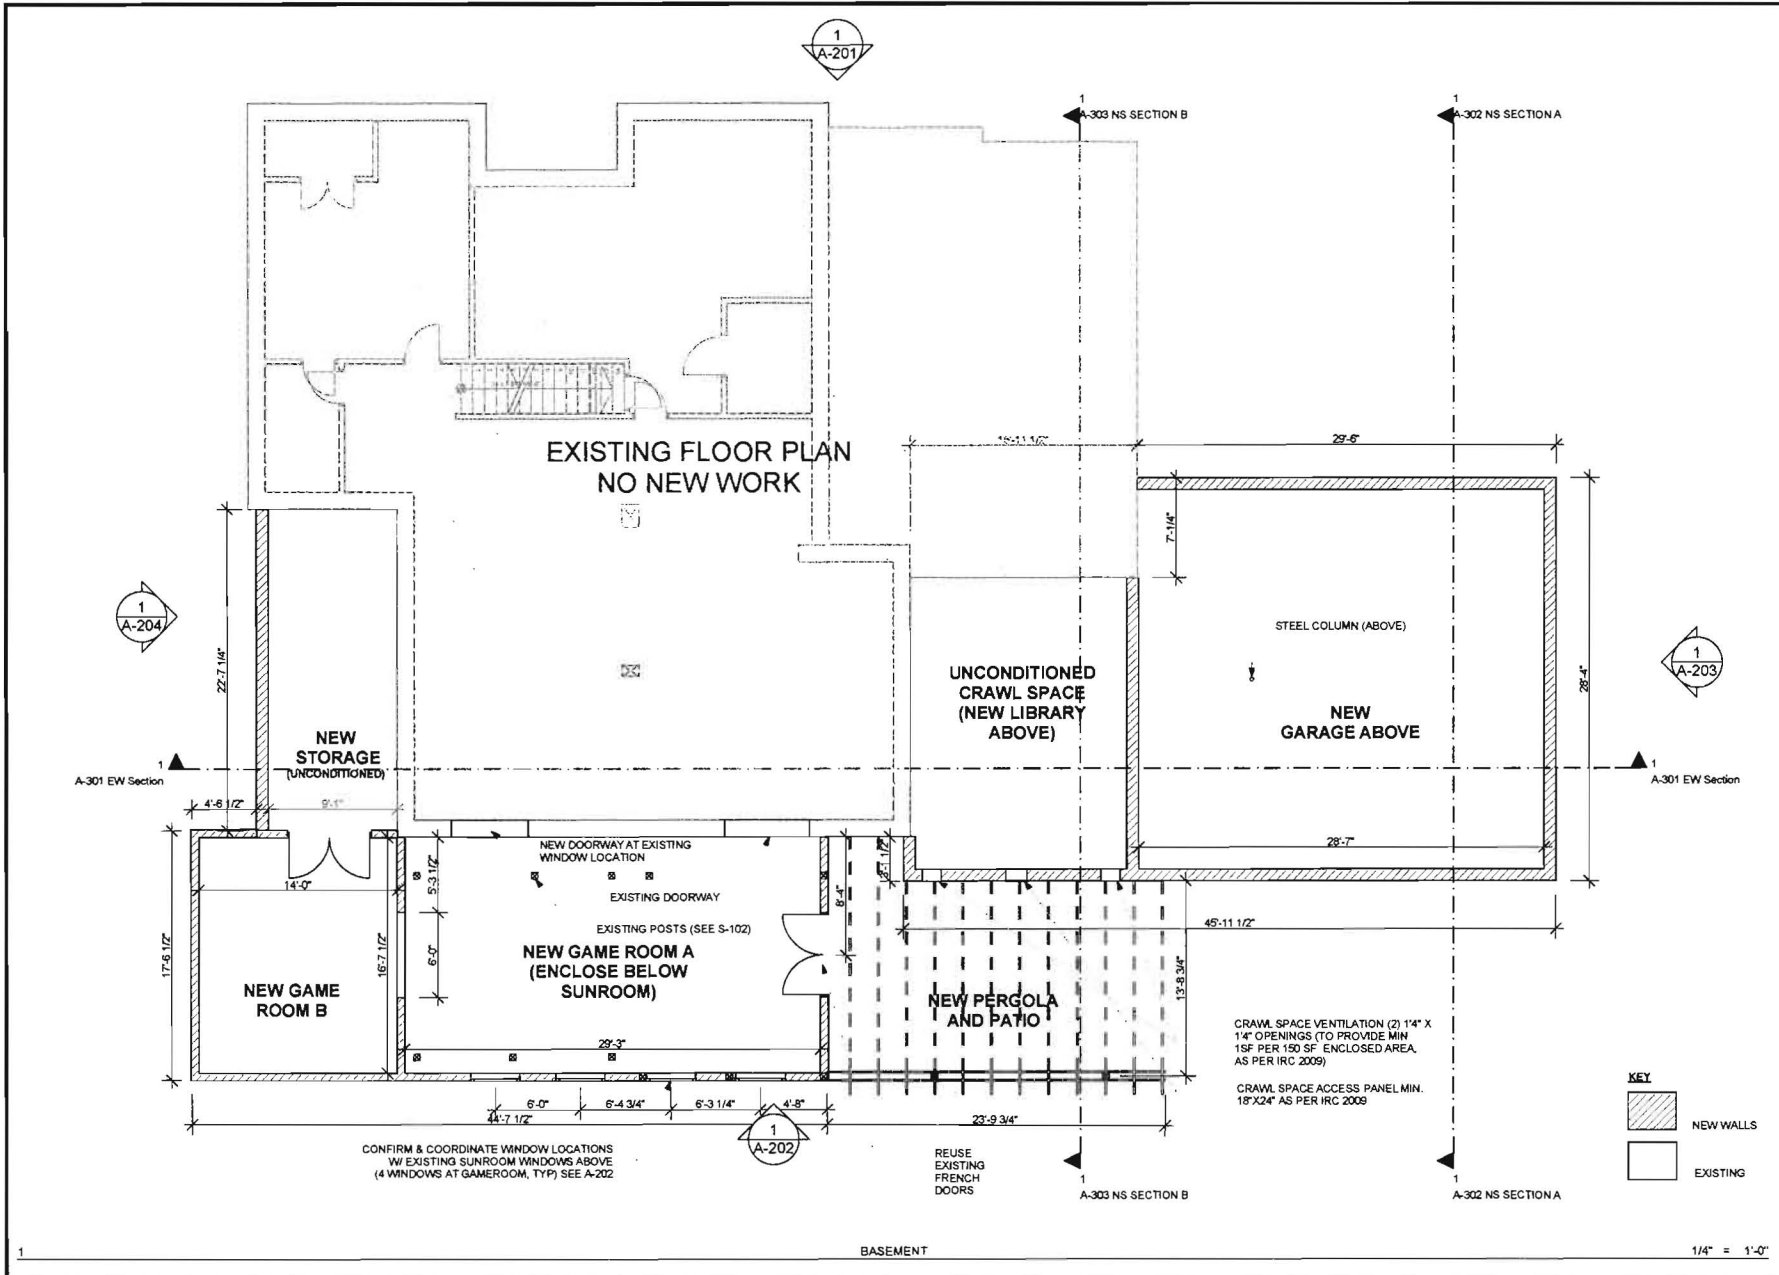 1
A-201
1
A-303 NS SECTION B
1
A-302 NS SECTION A
EXISTING FLOOR PLAN
NO NEW WORK
29'-6"
7'-1/4"
28'-4"
22'-7 1/4"
1
A-204
1
A-203
STEEL COLUMN (ABOVE)
UNCONDITIONED
CRAWL SPACE
(NEW LIBRARY
ABOVE)
NEW
GARAGE ABOVE
NEW
STORAGE
(UNCONDITIONED)
1
A-301 EW Section
1
A-301 EW Section
4'-6 1/2"
9'-1"
28'-7"
NEW DOORWAY AT EXISTING
WINDOW LOCATION
14'-0"
5'-3 1/2"
EXISTING DOORWAY
8'-4"
45'-11 1/2"
EXISTING POSTS (SEE S-102)
17'-6 1/2"
16'-7 1/2"
6'-0"
NEW GAME ROOM A
(ENCLOSE BELOW
SUNROOM)
NEW GAME
ROOM B
NEW PERGOLA
AND PATIO
13'-8 3/4"
29'-3"
CRAWL SPACE VENTILATION (2) 1'4" X
1'4" OPENINGS (TO PROVIDE MIN
1SF PER 150 SF ENCLOSED AREA,
AS PER IRC 2009)
CRAWL SPACE ACCESS PANEL MIN.
18"X24" AS PER IRC 2009
KEY
NEW WALLS
EXISTING
6'-0"
6'-4 3/4"
6'-3 1/4"
4'-8"
44'-7 1/2"
23'-9 3/4"
1
A-202
CONFIRM & COORDINATE WINDOW LOCATIONS
W/ EXISTING SUNROOM WINDOWS ABOVE
(4 WINDOWS AT GAMEROOM, TYP) SEE A-202
REUSE
EXISTING
FRENCH
DOORS
1
A-303 NS SECTION B
1
A-302 NS SECTION A
1
BASEMENT
1/4" = 1'-0"